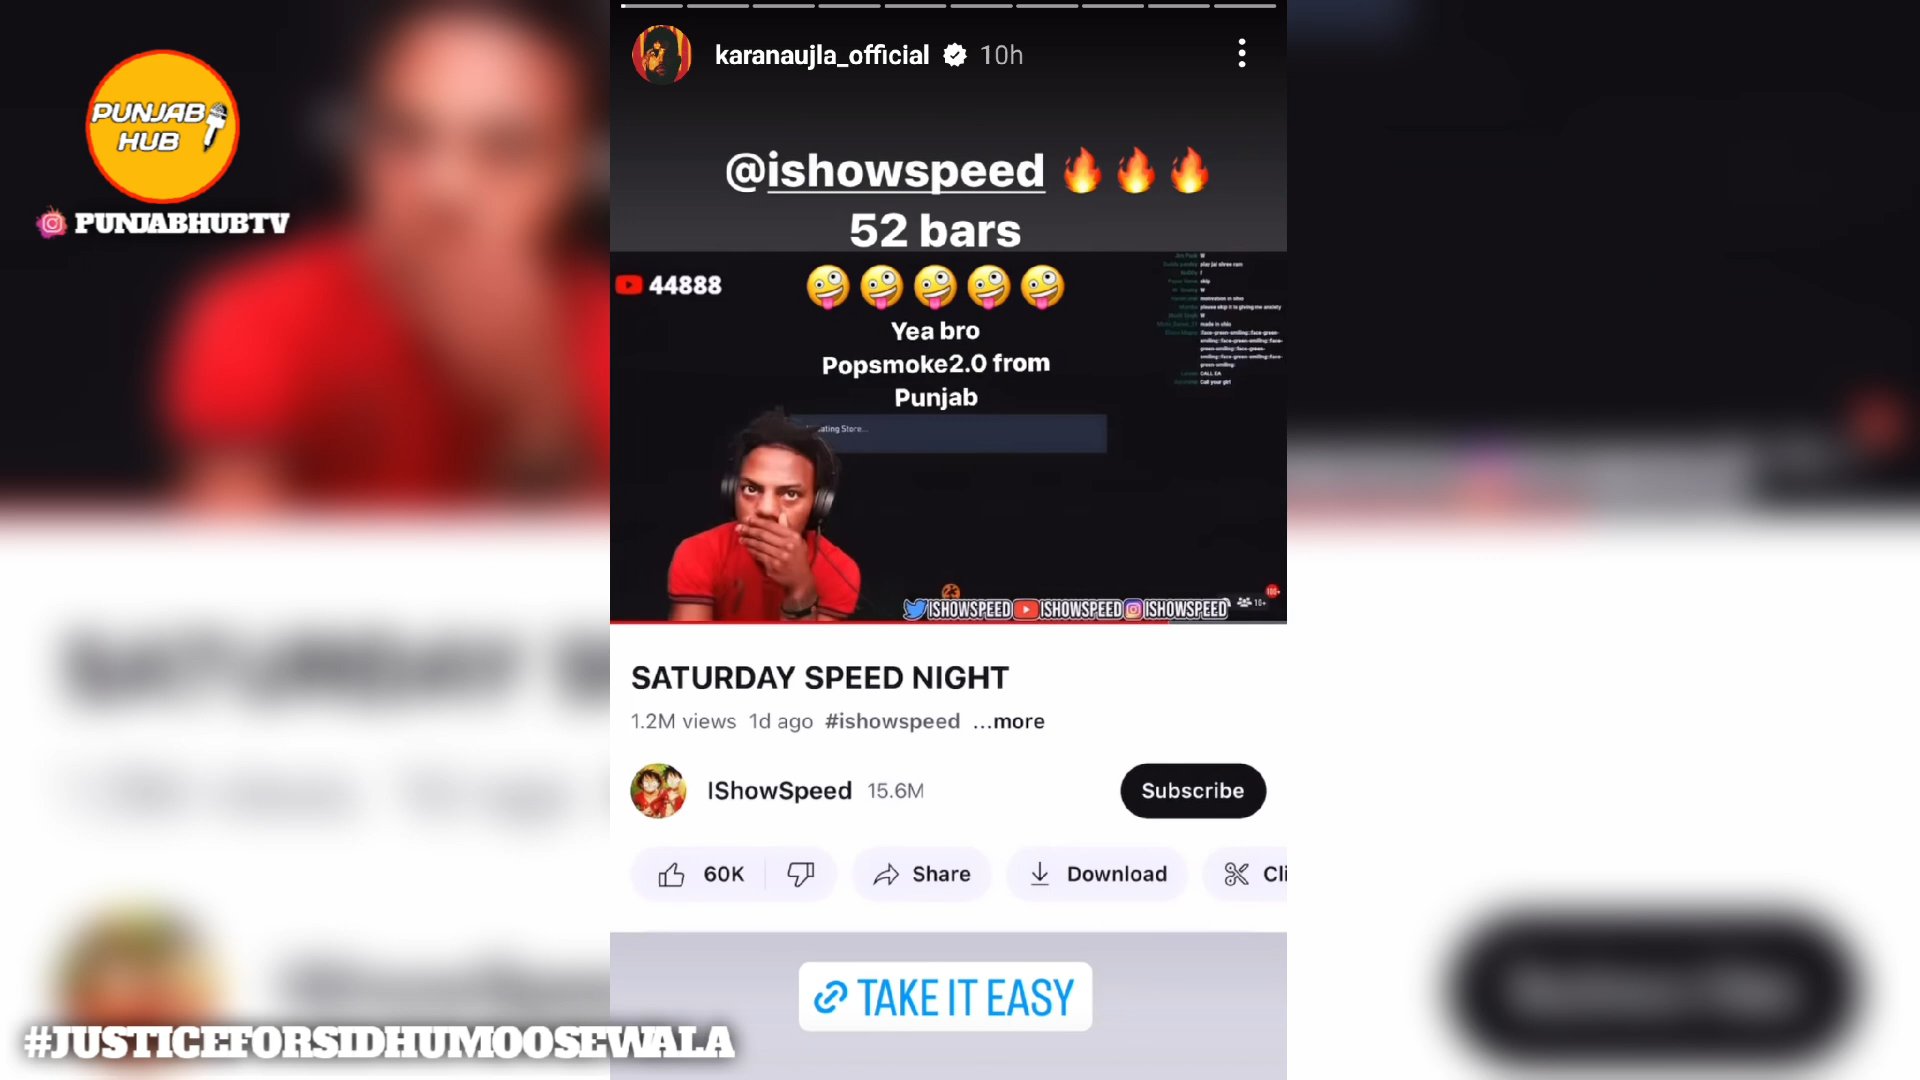 PUNJAB
HUB
PUNJABHUBTV
karanaujla_official 10h
@ishowspeed 🔥🔥🔥
52 bars
44888
🤪🤪🤪🤪🤪
Yea bro
Popsmoke2.0 from
Punjab
ating Store...
ISHOWSPEED ISHOWSPEED ISHOWSPEED
SATURDAY SPEED NIGHT
1.2M views 1d ago #ishowspeed ...more
IShowSpeed 15.6M
Subscribe
60K Share Download Cli
TAKE IT EASY
#JUSTICEFORSIDHUMOOSEWALA